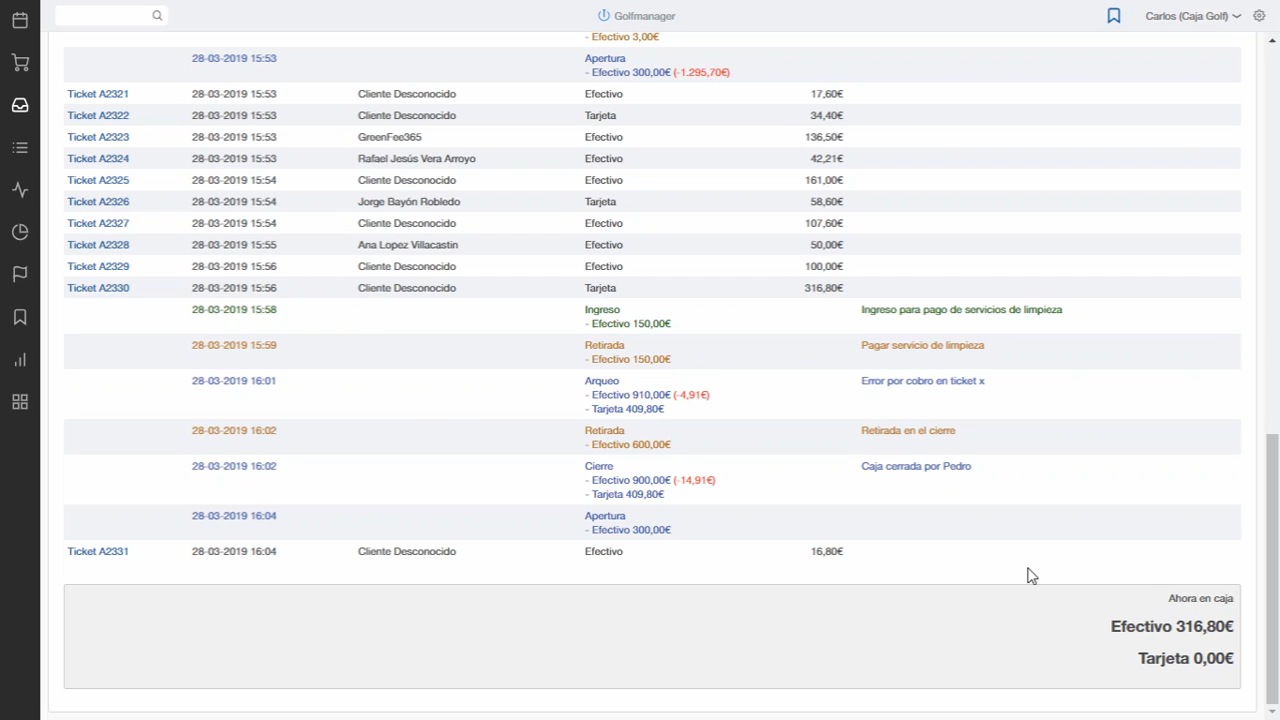 Golfmanager
Carlos (Caja Golf)
- Efectivo 3,00€
28-03-2019 15:53 Apertura
- Efectivo 300,00€ (-1.295,70€)
Ticket A2321 28-03-2019 15:53 Cliente Desconocido Efectivo 17,60€
Ticket A2322 28-03-2019 15:53 Cliente Desconocido Tarjeta 34,40€
Ticket A2323 28-03-2019 15:53 GreenFee365 Efectivo 136,50€
Ticket A2324 28-03-2019 15:53 Rafael Jesús Vera Arroyo Efectivo 42,21€
Ticket A2325 28-03-2019 15:54 Cliente Desconocido Efectivo 161,00€
Ticket A2326 28-03-2019 15:54 Jorge Bayón Robledo Tarjeta 58,60€
Ticket A2327 28-03-2019 15:54 Cliente Desconocido Efectivo 107,60€
Ticket A2328 28-03-2019 15:55 Ana Lopez Villacastin Efectivo 50,00€
Ticket A2329 28-03-2019 15:56 Cliente Desconocido Efectivo 100,00€
Ticket A2330 28-03-2019 15:56 Cliente Desconocido Tarjeta 316,80€
28-03-2019 15:58 Ingreso Ingreso para pago de servicios de limpieza
- Efectivo 150,00€
28-03-2019 15:59 Retirada Pagar servicio de limpieza
- Efectivo 150,00€
28-03-2019 16:01 Arqueo Error por cobro en ticket x
- Efectivo 910,00€ (-4,91€)
- Tarjeta 409,80€
28-03-2019 16:02 Retirada Retirada en el cierre
- Efectivo 600,00€
28-03-2019 16:02 Cierre Caja cerrada por Pedro
- Efectivo 900,00€ (-14,91€)
- Tarjeta 409,80€
28-03-2019 16:04 Apertura
- Efectivo 300,00€
Ticket A2331 28-03-2019 16:04 Cliente Desconocido Efectivo 16,80€
Ahora en caja
Efectivo 316,80€
Tarjeta 0,00€